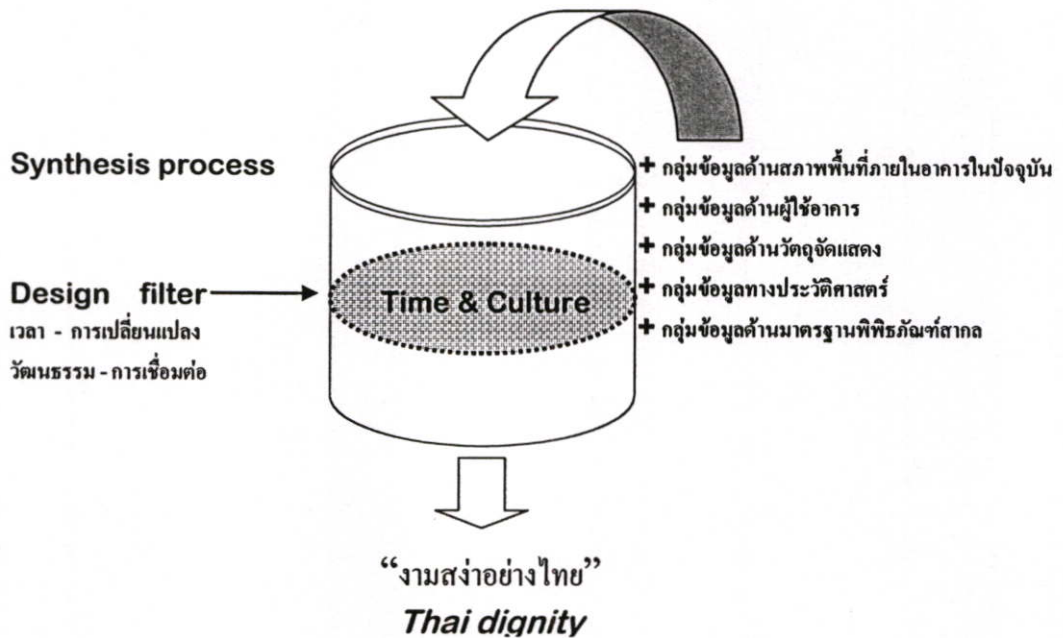 Synthesis process
+ กลุ่มข้อมูลด้านสภาพพื้นที่ภายในอาคารในปัจจุบัน
+ กลุ่มข้อมูลด้านผู้ใช้อาคาร
+ กลุ่มข้อมูลด้านวัตถุจัดแสดง
Design filter
Time & Culture
+ กลุ่มข้อมูลทางประวัติศาสตร์
เวลา - การเปลี่ยนแปลง
+ กลุ่มข้อมูลด้านมาตรฐานพิพิธภัณฑ์สากล
วัฒนธรรม - การเชื่อมต่อ
“งามสง่าอย่างไทย”
Thai dignity